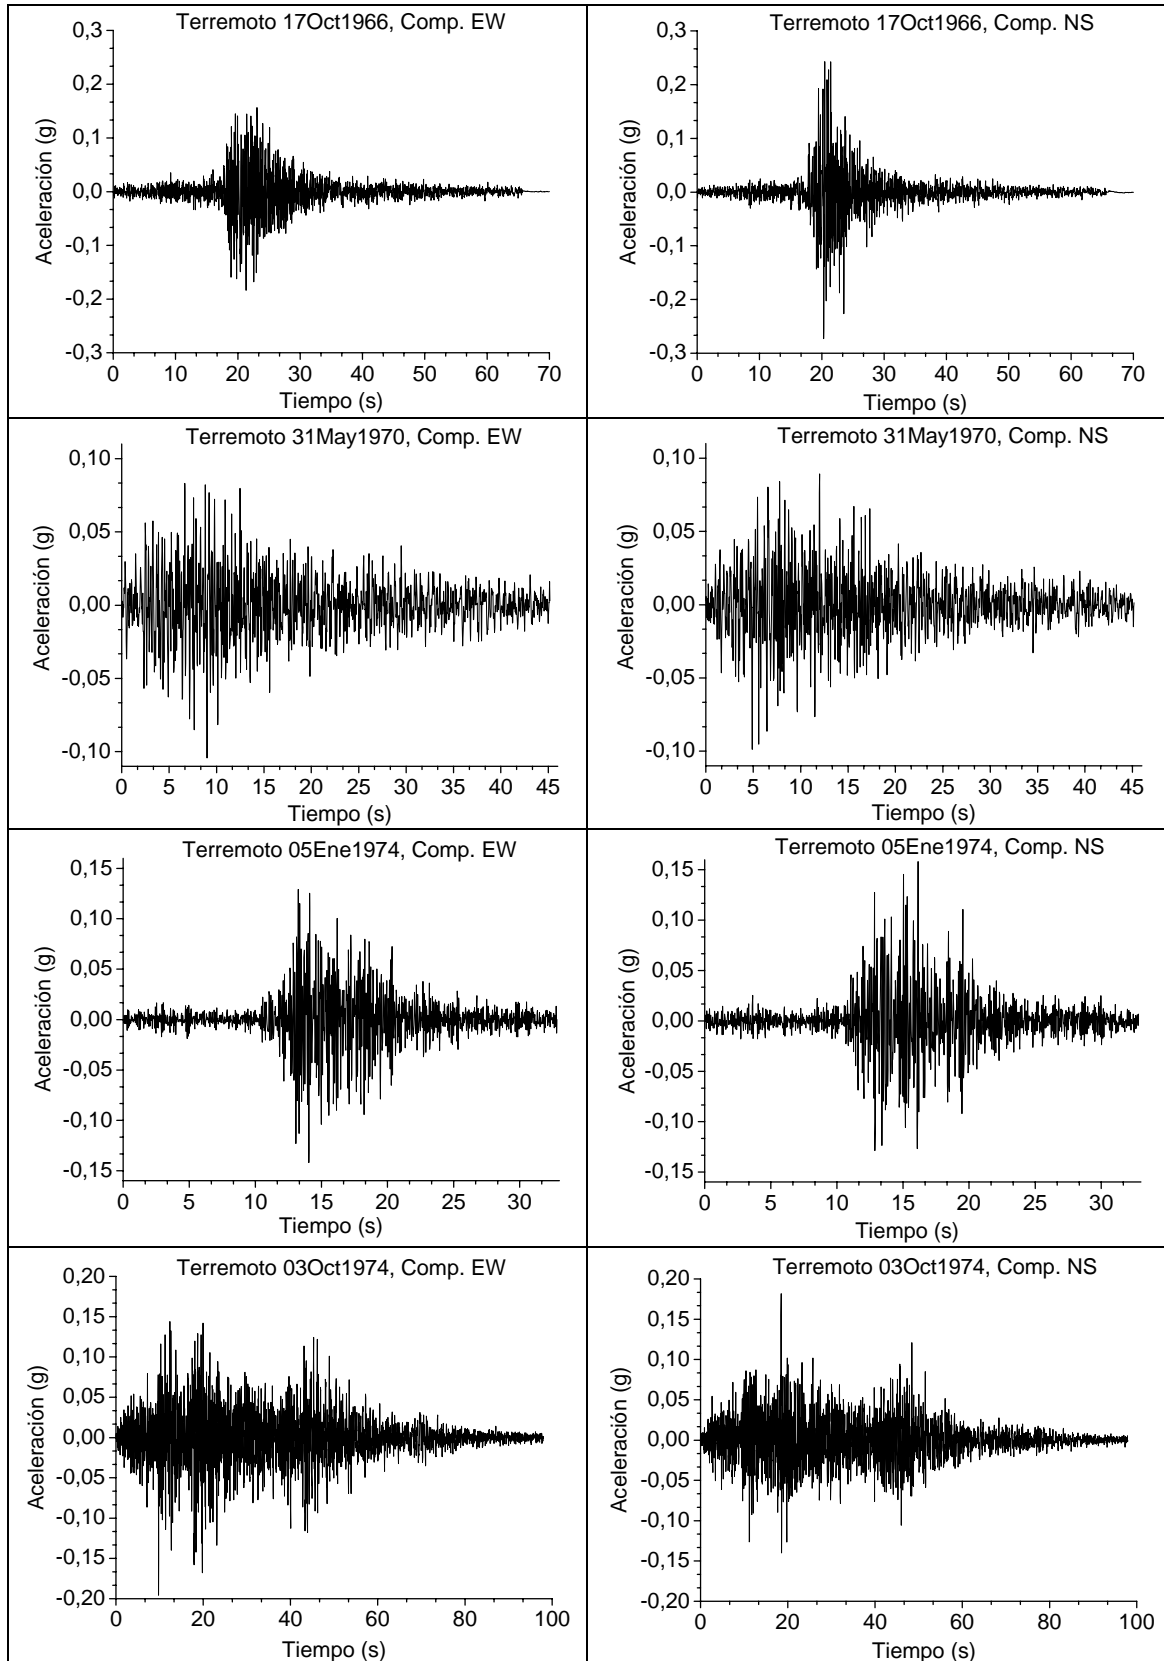 Terremoto 17Oct1966, Comp. EW
0,3
0,2
0,1
0,0
-0,1
-0,2
-0,3
Aceleración (g)
0 10 20 30 40 50 60 70
Tiempo (s)
Terremoto 17Oct1966, Comp. NS
0,3
0,2
0,1
0,0
-0,1
-0,2
-0,3
Aceleración (g)
0 10 20 30 40 50 60 70
Tiempo (s)
Terremoto 31May1970, Comp. EW
0,10
0,05
0,00
-0,05
-0,10
Aceleración (g)
0 5 10 15 20 25 30 35 40 45
Tiempo (s)
Terremoto 31May1970, Comp. NS
0,10
0,05
0,00
-0,05
-0,10
Aceleración (g)
0 5 10 15 20 25 30 35 40 45
Tiempo (s)
Terremoto 05Ene1974, Comp. EW
0,15
0,10
0,05
0,00
-0,05
-0,10
-0,15
Aceleración (g)
0 5 10 15 20 25 30
Tiempo (s)
Terremoto 05Ene1974, Comp. NS
0,15
0,10
0,05
0,00
-0,05
-0,10
-0,15
Aceleración (g)
0 5 10 15 20 25 30
Tiempo (s)
Terremoto 03Oct1974, Comp. EW
0,20
0,15
0,10
0,05
0,00
-0,05
-0,10
-0,15
-0,20
Aceleración (g)
0 20 40 60 80 100
Tiempo (s)
Terremoto 03Oct1974, Comp. NS
0,20
0,15
0,10
0,05
0,00
-0,05
-0,10
-0,15
-0,20
Aceleración (g)
0 20 40 60 80 100
Tiempo (s)